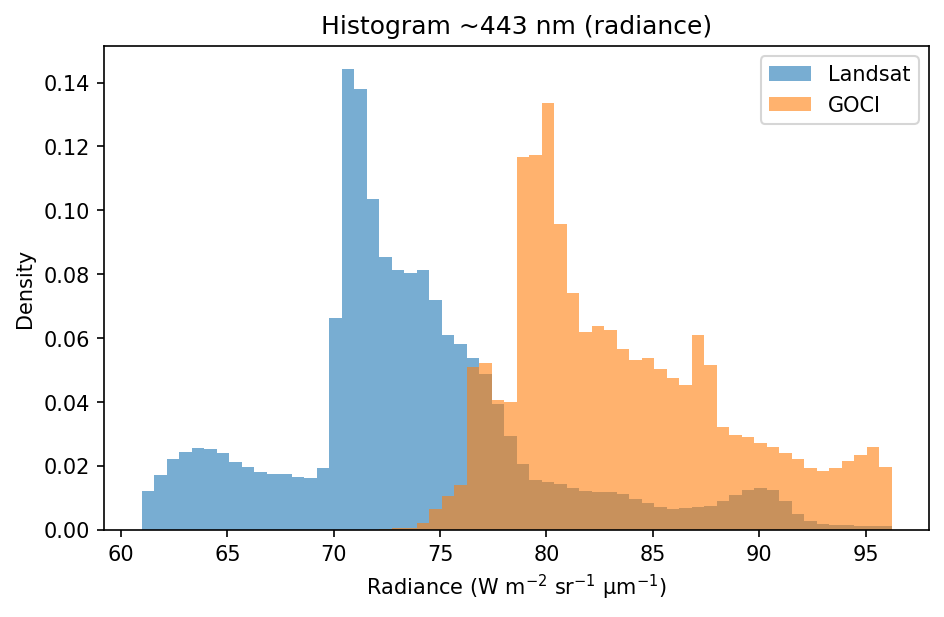 Histogram ~443 nm (radiance)
Landsat
GOCI
Density
0.14
0.12
0.10
0.08
0.06
0.04
0.02
0.00
60 65 70 75 80 85 90 95
Radiance (W m⁻² sr⁻¹ μm⁻¹)